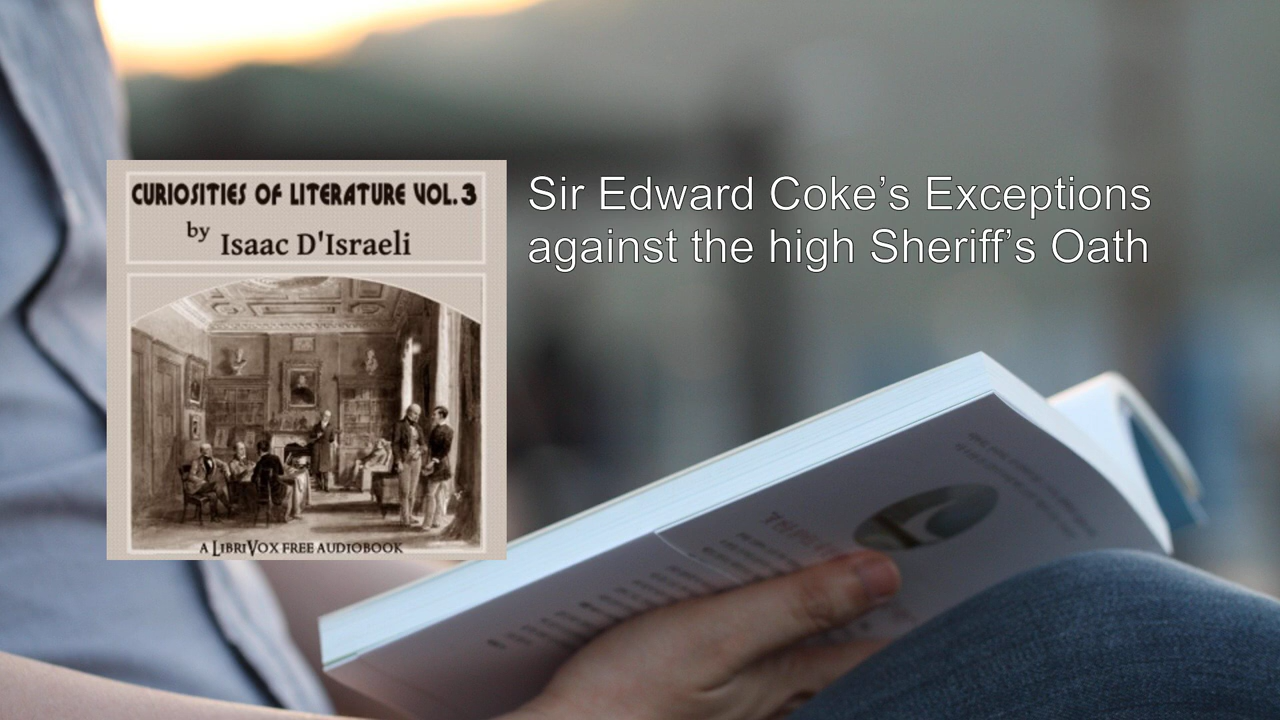 CURIOSITIES OF LITERATURE VOL.3
by Isaac D'Israeli
A LIBRIVOX FREE AUDIOBOOK
Sir Edward Coke’s Exceptions
against the high Sheriff’s Oath